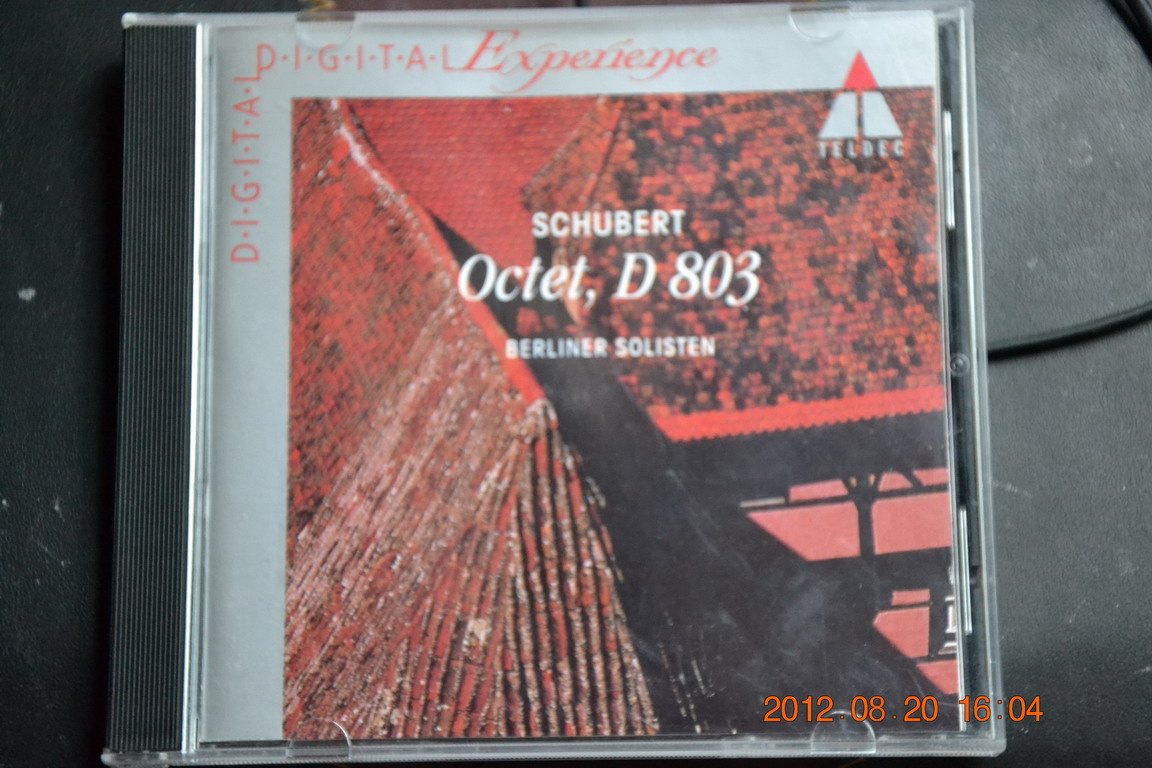 D·I·G·I·T·A·L Experience
D·I·G·I·T·A·L
TELDEC
SCHUBERT
Octet, D 803
BERLINER SOLISTEN
2012.08.20 16:04